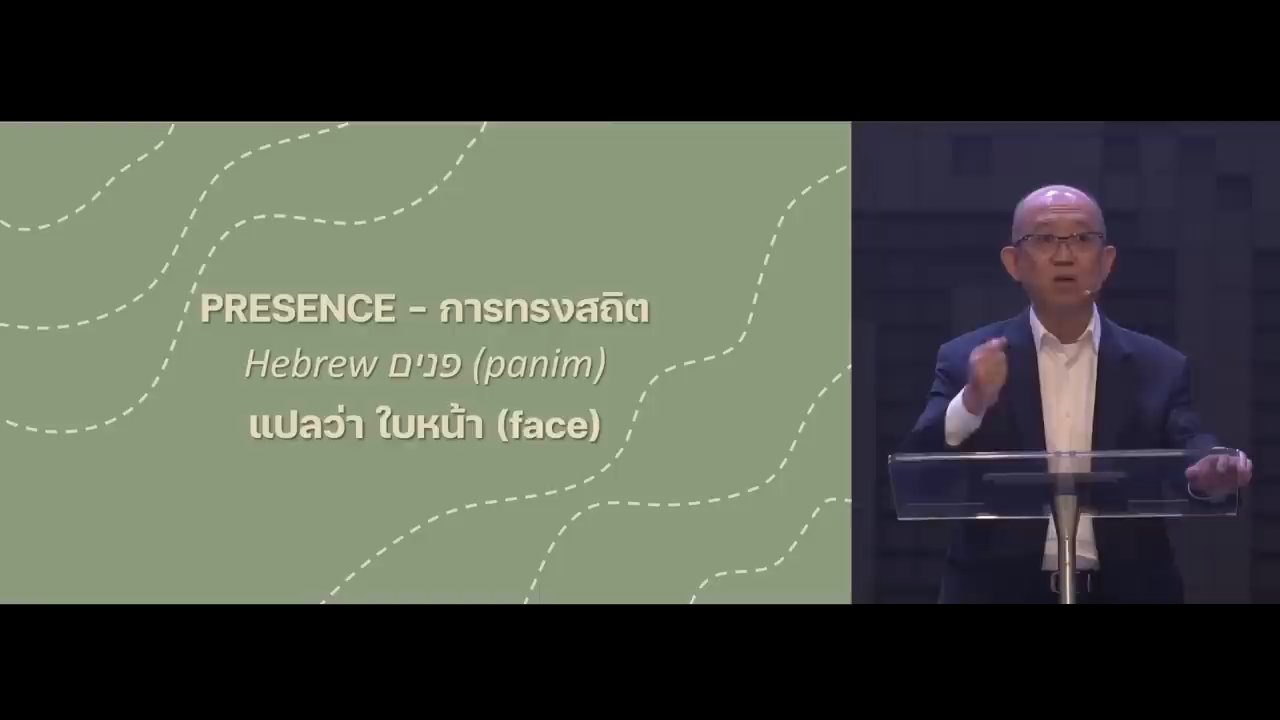 PRESENCE - การทรงสถิต
Hebrew פנים (panim)
แปลว่า ใบหน้า (face)